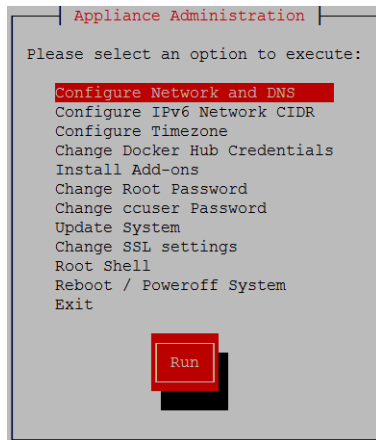 Appliance Administration
Please select an option to execute:
Configure Network and DNS
Configure IPv6 Network CIDR
Configure Timezone
Change Docker Hub Credentials
Install Add-ons
Change Root Password
Change ccuser Password
Update System
Change SSL settings
Root Shell
Reboot / Poweroff System
Exit
Run